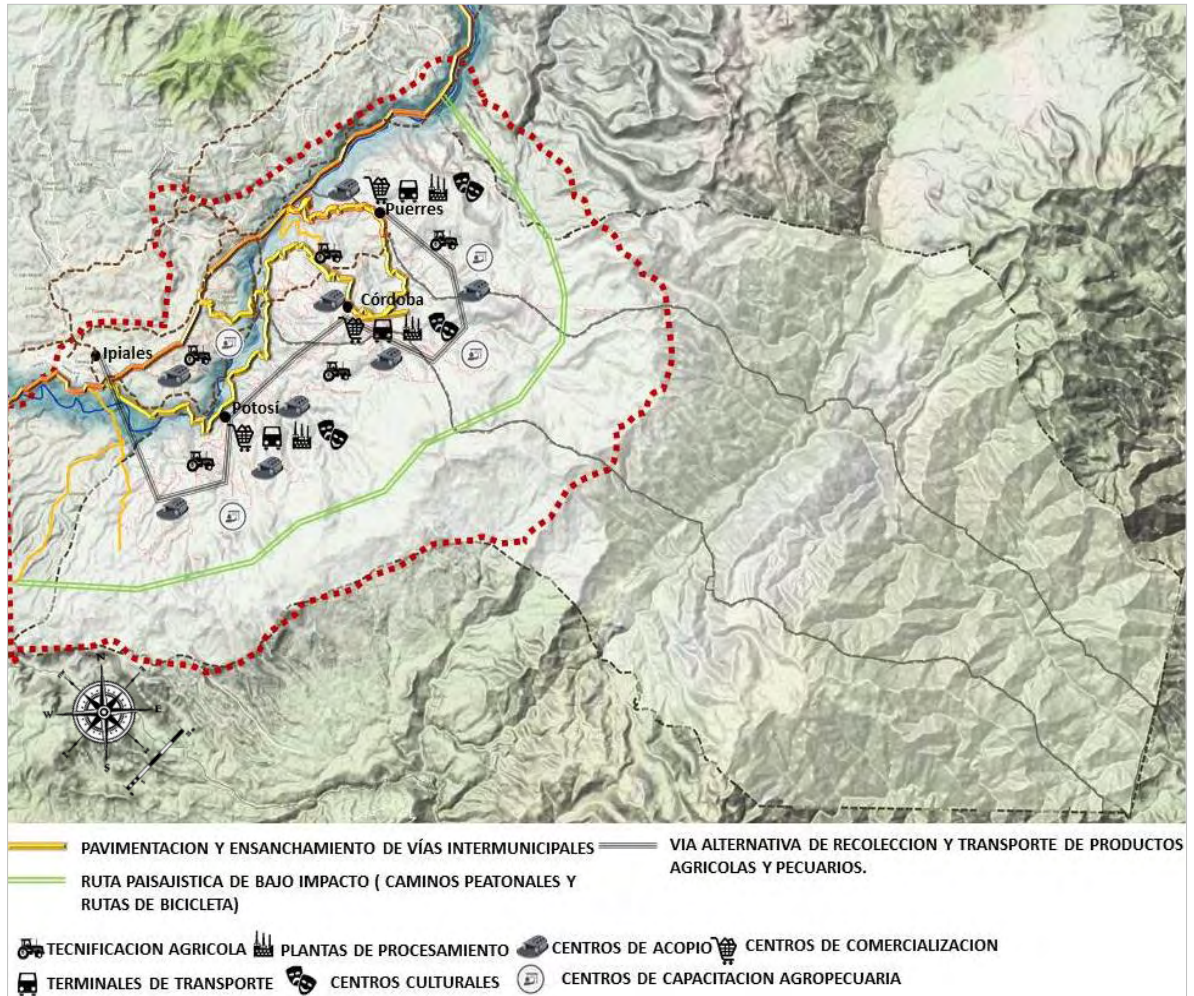 Puerres
Córdoba
Ipiales
Potosí
N
W
E
S
PAVIMENTACION Y ENSANCHAMIENTO DE VÍAS INTERMUNICIPALES
VIA ALTERNATIVA DE RECOLECCION Y TRANSPORTE DE PRODUCTOS
AGRICOLAS Y PECUARIOS.
RUTA PAISAJISTICA DE BAJO IMPACTO ( CAMINOS PEATONALES Y
RUTAS DE BICICLETA)
TECNIFICACION AGRICOLA PLANTAS DE PROCESAMIENTO CENTROS DE ACOPIO CENTROS DE COMERCIALIZACION
TERMINALES DE TRANSPORTE CENTROS CULTURALES CENTROS DE CAPACITACION AGROPECUARIA